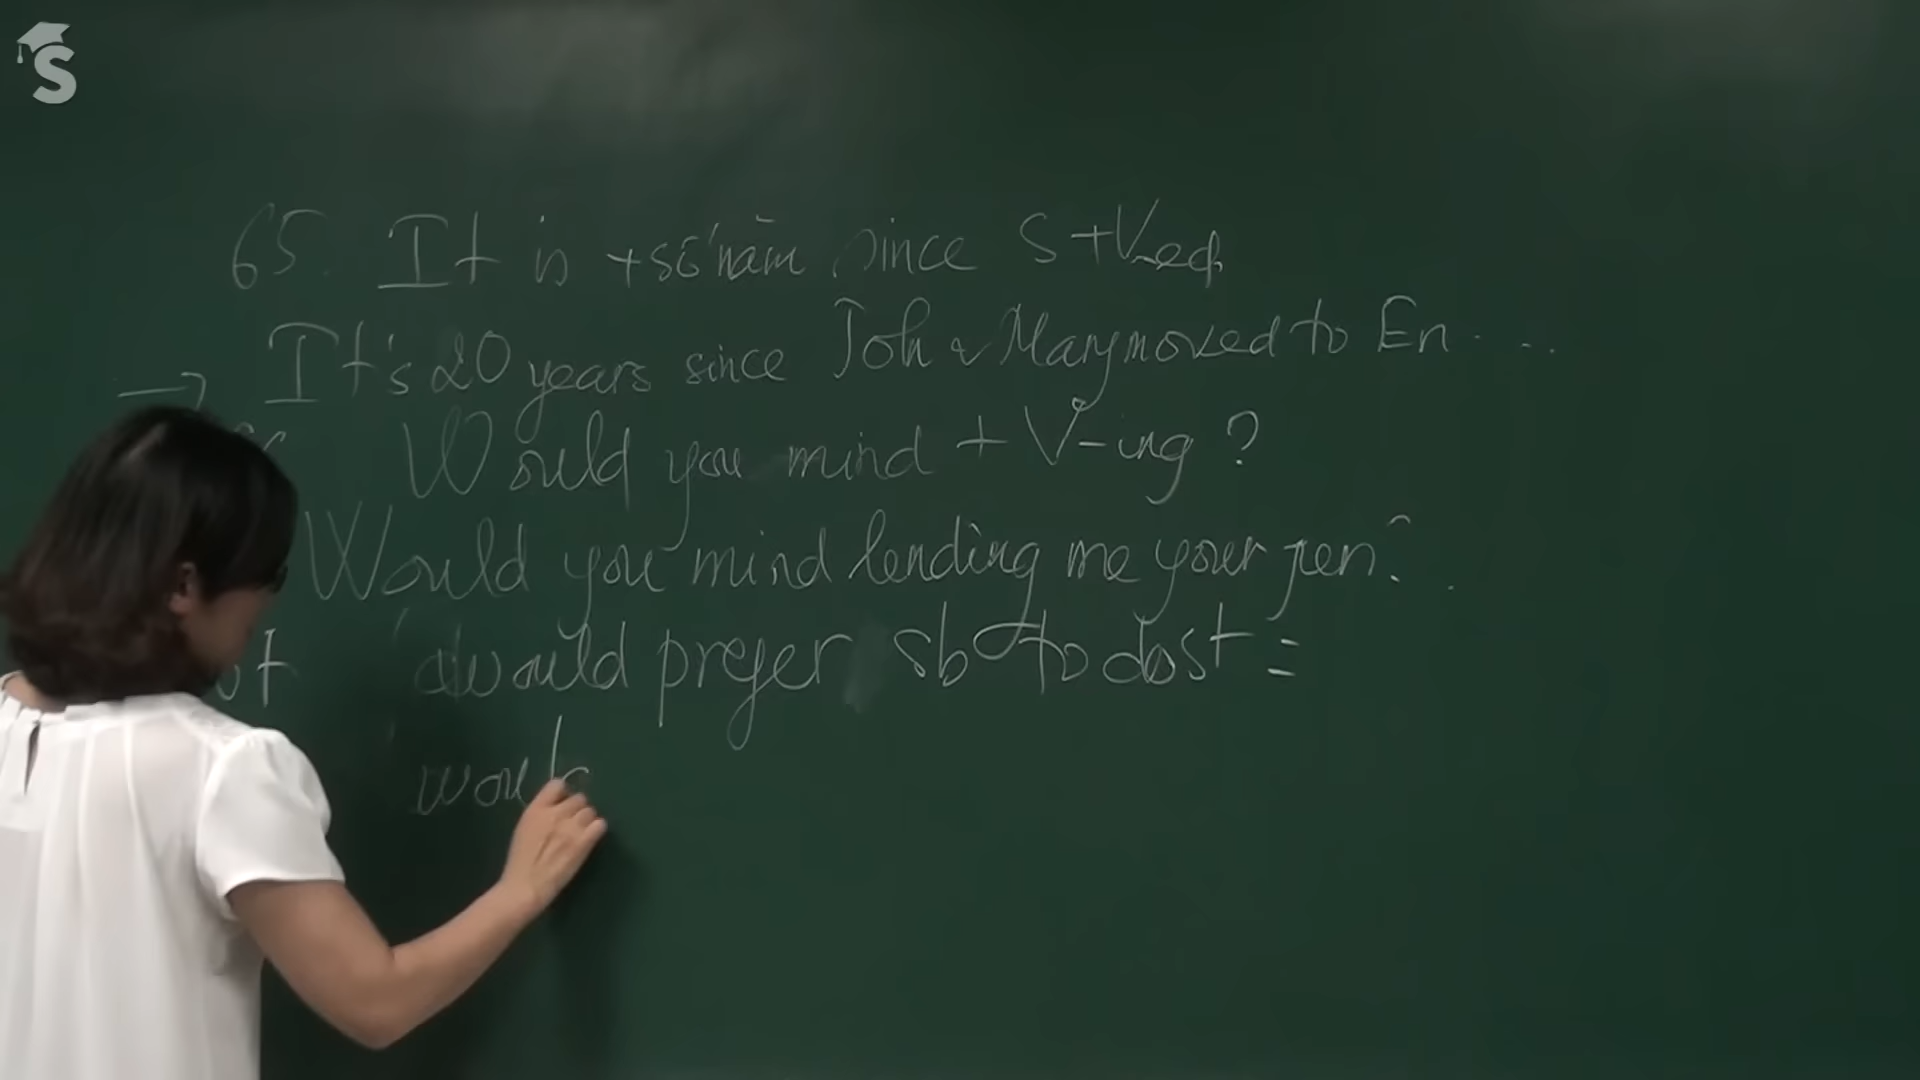 S
65. It is + số năm since S + V-ed
→ It's 20 years since Joh & Mary moved to En . . . .
Would you mind + V-ing ?
Would you mind lending me your pen?
would prefer sb to do st =
would